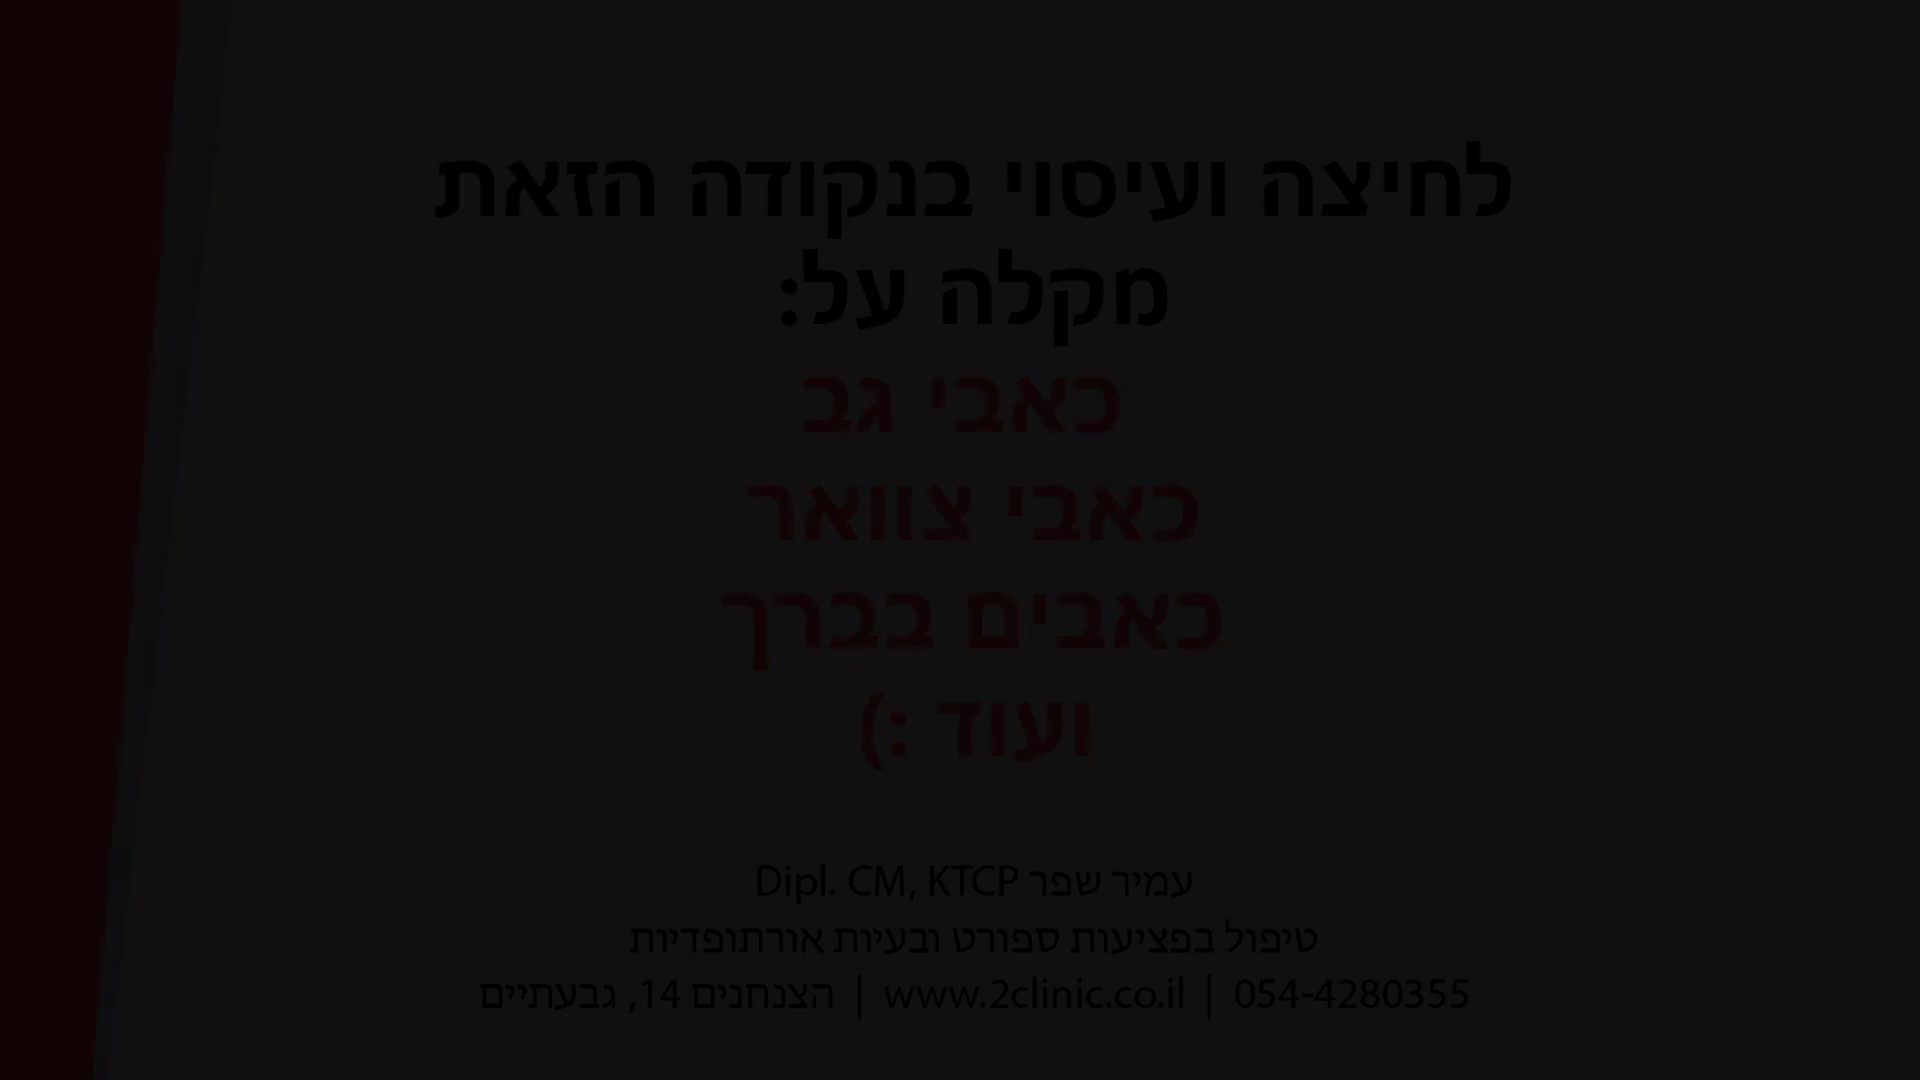 לחיצה ועיסוי בנקודה הזאת
מקלה על:
כאבי גב
כאבי צוואר
כאבים בברך
ועוד :)
עמיר שפר Dipl. CM, KTCP
טיפול בפציעות ספורט ובעיות אורתופדיות
054-4280355 | www.2clinic.co.il | הצנחנים 14, גבעתיים